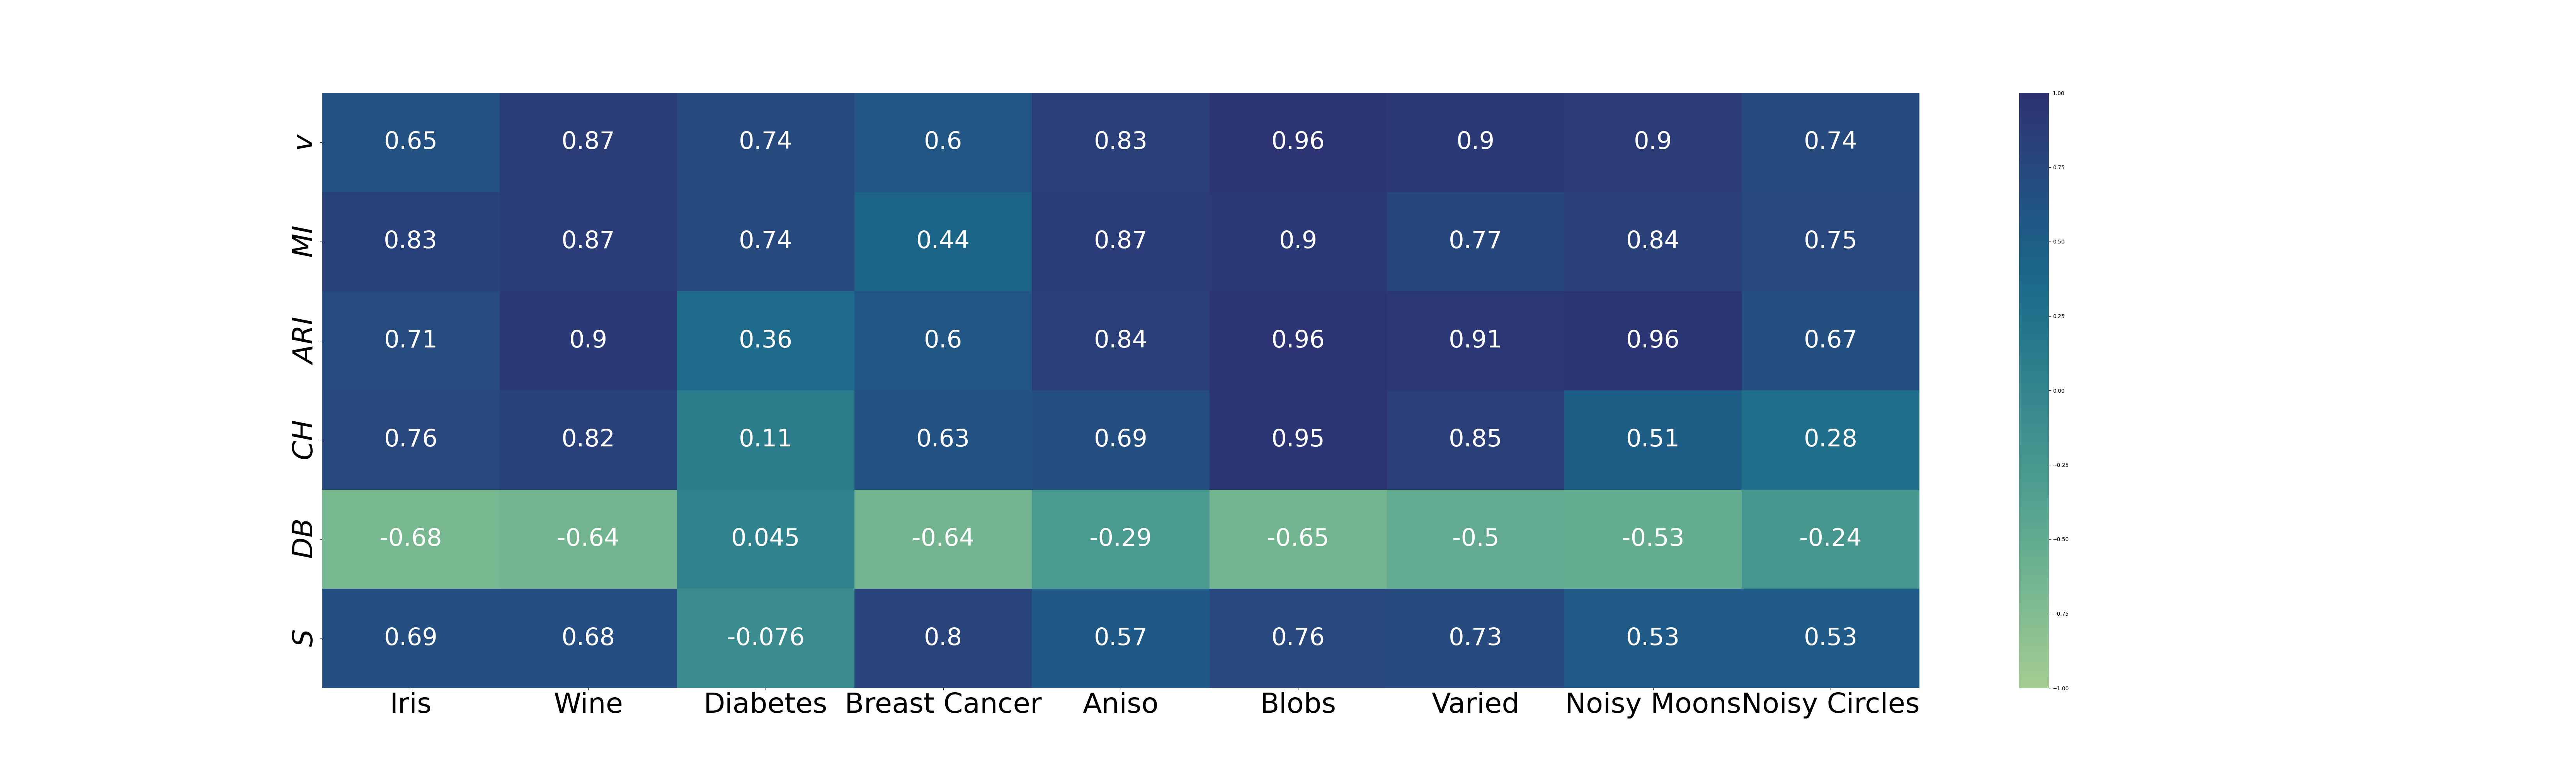 v 0.65 0.87 0.74 0.6 0.83 0.96 0.9 0.9 0.74
MI 0.83 0.87 0.74 0.44 0.87 0.9 0.77 0.84 0.75
ARI 0.71 0.9 0.36 0.6 0.84 0.96 0.91 0.96 0.67
CH 0.76 0.82 0.11 0.63 0.69 0.95 0.85 0.51 0.28
DB -0.68 -0.64 0.045 -0.64 -0.29 -0.65 -0.5 -0.53 -0.24
S 0.69 0.68 -0.076 0.8 0.57 0.76 0.73 0.53 0.53
Iris Wine Diabetes Breast Cancer Aniso Blobs Varied Noisy Moons Noisy Circles
1.00
0.75
0.50
0.25
0.00
−0.25
−0.50
−0.75
−1.00